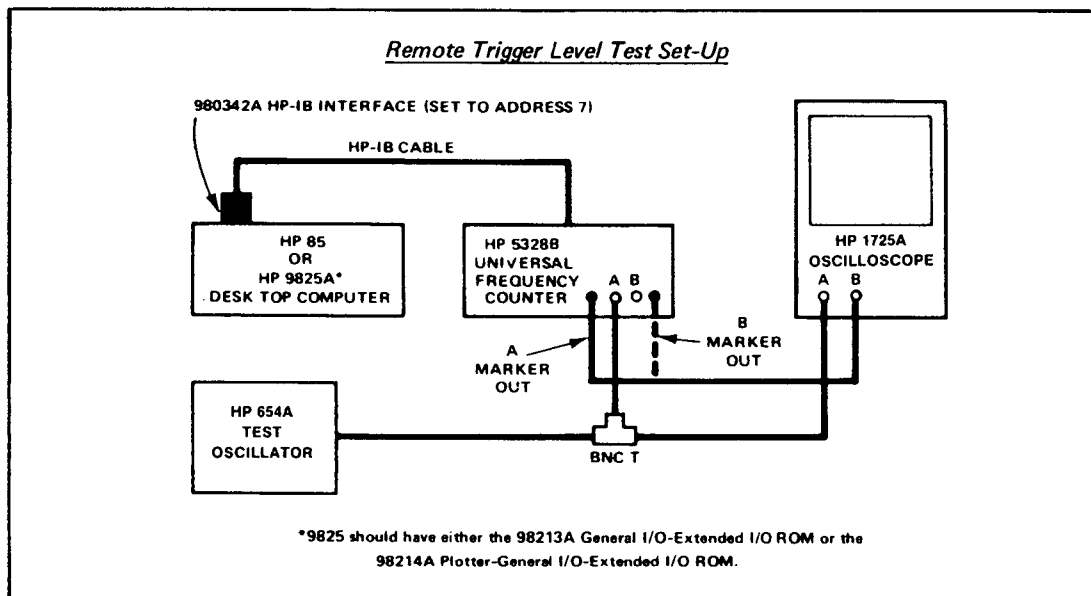 Remote Trigger Level Test Set-Up
980342A HP-IB INTERFACE (SET TO ADDRESS 7)
HP-IB CABLE
HP 85
OR
HP 9825A*
DESK TOP COMPUTER
HP 5328B
UNIVERSAL
FREQUENCY
COUNTER
A B
HP 1725A
OSCILLOSCOPE
A B
A
MARKER
OUT
B
MARKER
OUT
HP 654A
TEST
OSCILLATOR
BNC T
*9825 should have either the 98213A General I/O-Extended I/O ROM or the
98214A Plotter-General I/O-Extended I/O ROM.